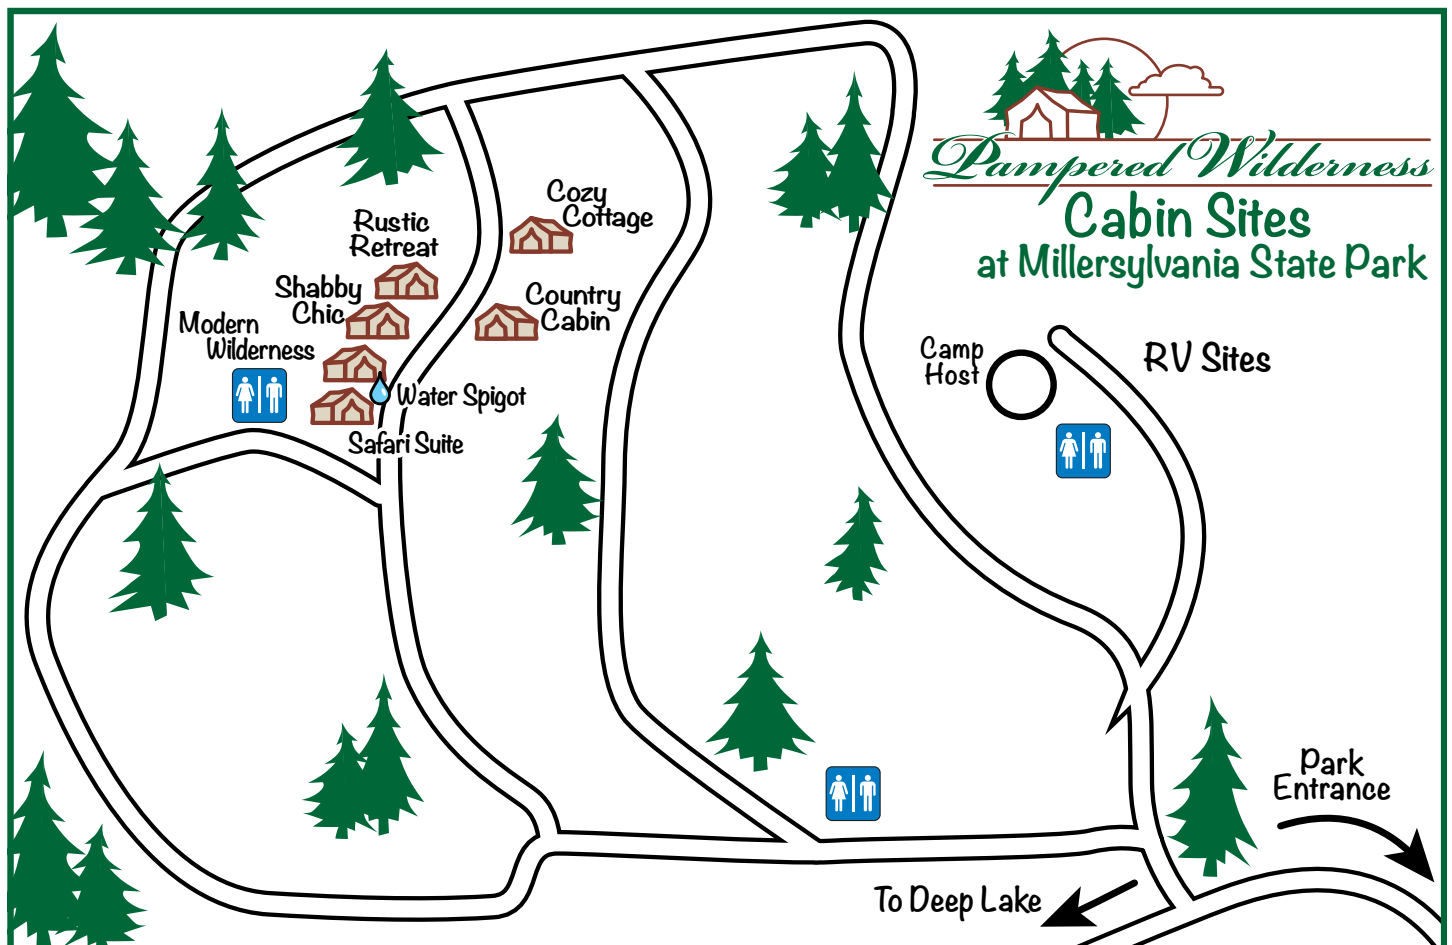 Pampered Wilderness
Cabin Sites
at Millersylvania State Park
Cozy
Cottage
Rustic
Retreat
Shabby
Chic
Country
Cabin
Modern
Wilderness
Water Spigot
Safari Suite
Camp
Host
RV Sites
Park
Entrance
To Deep Lake